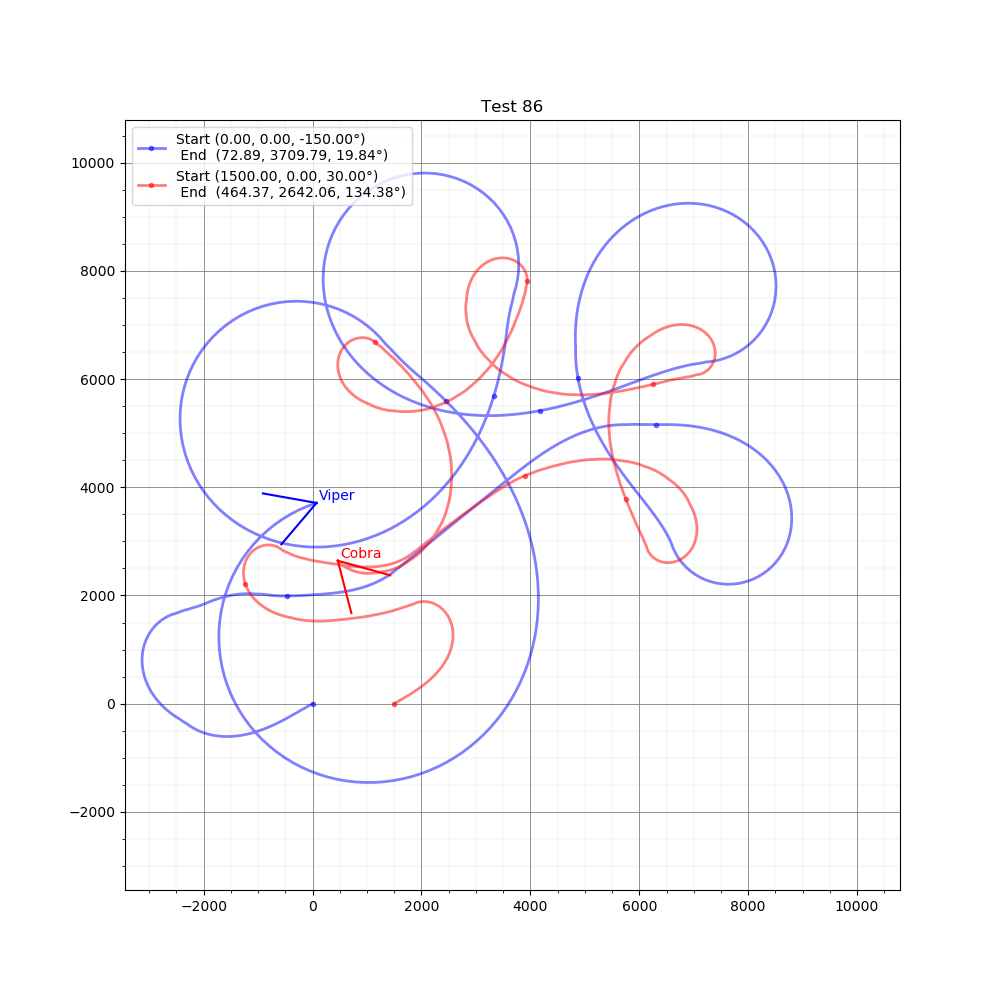 Test 86
Start (0.00, 0.00, -150.00°)
End  (72.89, 3709.79, 19.84°)
Start (1500.00, 0.00, 30.00°)
End  (464.37, 2642.06, 134.38°)
10000
8000
6000
4000
2000
0
−2000
Viper
Cobra
−2000 0 2000 4000 6000 8000 10000